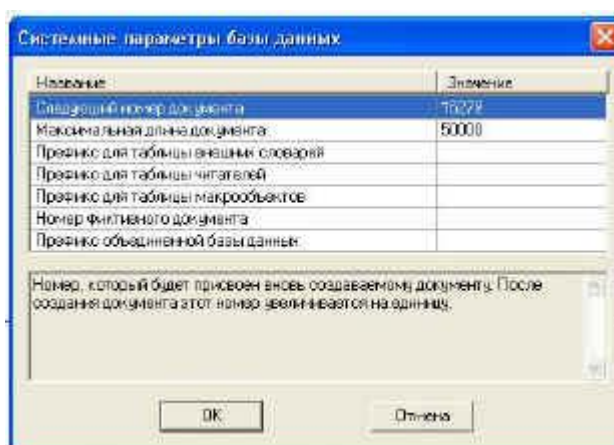 Системные параметры базы данных
Название Значение
Следующий номер документа 16278
Максимальная длина документа 50000
Префикс для таблицы внешних словарей
Префикс для таблицы читателей
Префикс для таблицы макрообъектов
Номер фиктивного документа
Префикс объединенной базы данных
Номер, который будет присвоен вновь создаваемому документу. После
создания документа этот номер увеличивается на единицу.
OK Отмена